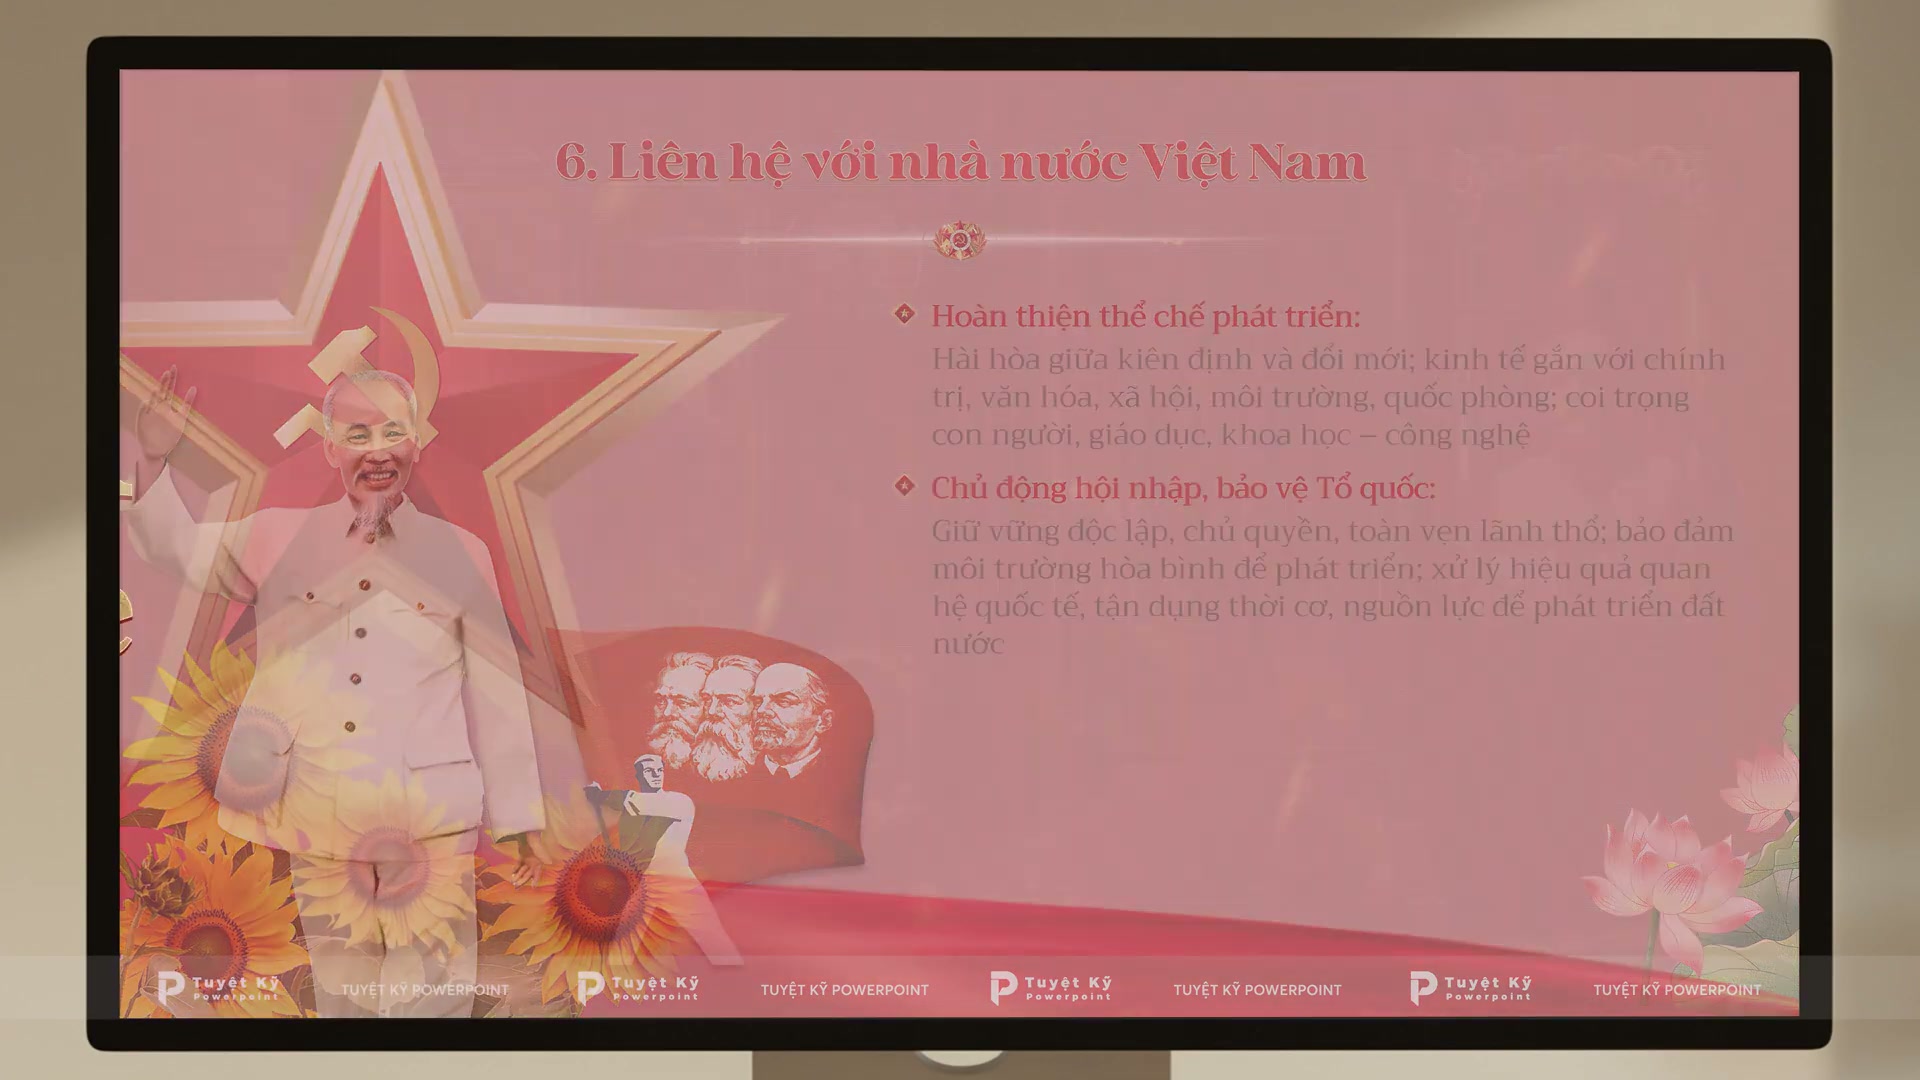 6. Liên hệ với nhà nước Việt Nam
Hoàn thiện thể chế phát triển:
Hài hòa giữa kiên định và đổi mới; kinh tế gắn với chính
trị, văn hóa, xã hội, môi trường, quốc phòng; coi trọng
con người, giáo dục, khoa học – công nghệ
Chủ động hội nhập, bảo vệ Tổ quốc:
Giữ vững độc lập, chủ quyền, toàn vẹn lãnh thổ; bảo đảm
môi trường hòa bình để phát triển; xử lý hiệu quả quan
hệ quốc tế, tận dụng thời cơ, nguồn lực để phát triển đất
nước
Tuyệt Kỹ
Powerpoint
TUYỆT KỸ POWERPOINT
Tuyệt Kỹ
Powerpoint
TUYỆT KỸ POWERPOINT
Tuyệt Kỹ
Powerpoint
TUYỆT KỸ POWERPOINT
Tuyệt Kỹ
Powerpoint
TUYỆT KỸ POWERPOINT